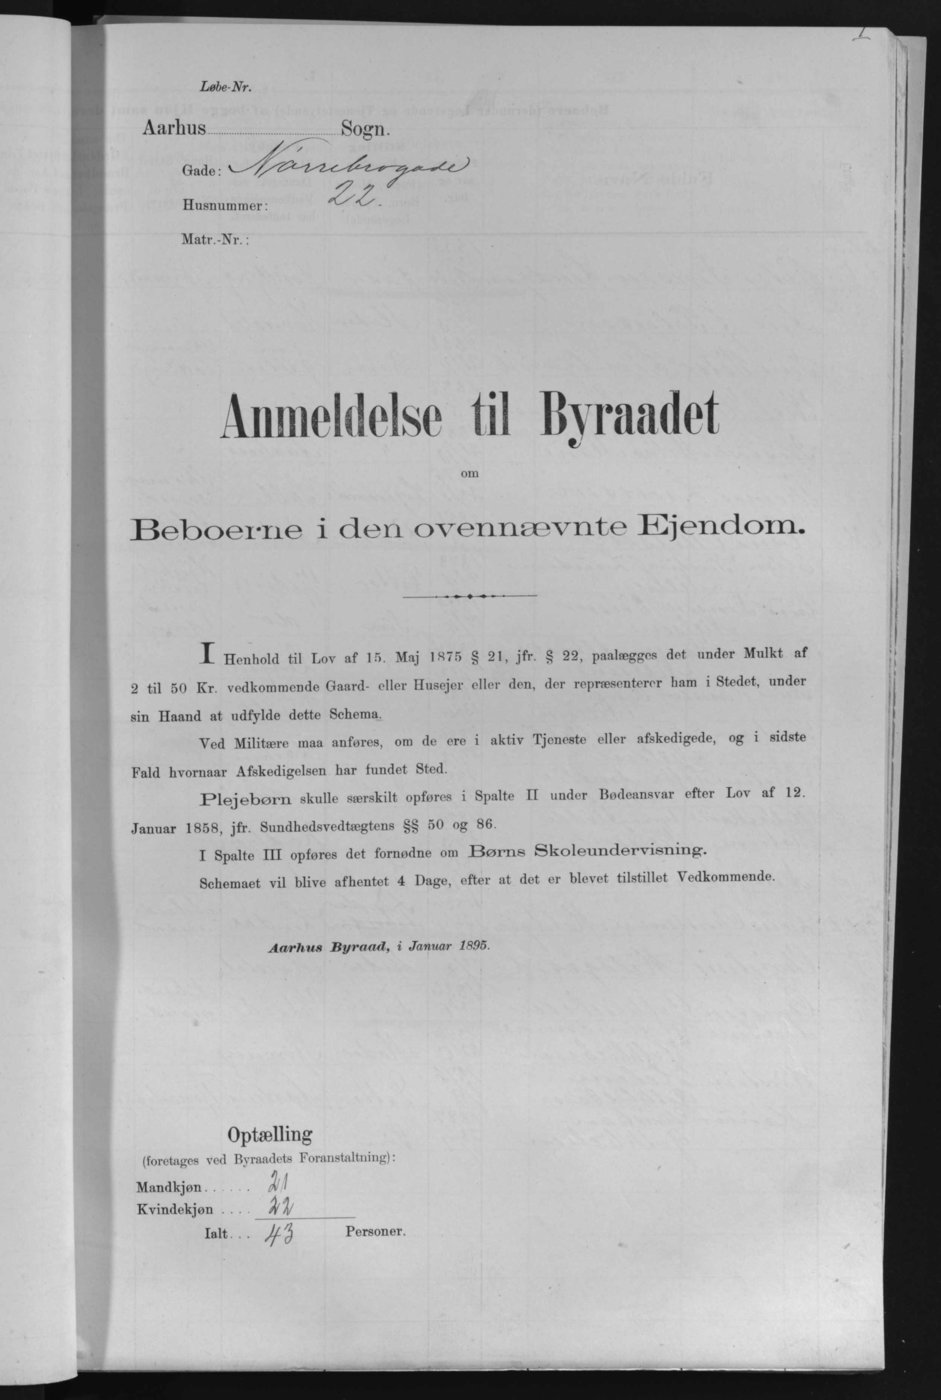 Løbe-Nr.
Aarhus Sogn.
Gade: Nörrebrogade
Husnummer: 22.
Matr.-Nr.:
Anmeldelse til Byraadet
om
Beboerne i den ovennævnte Ejendom.
I Henhold til Lov af 15. Maj 1875 § 21, jfr. § 22, paalægges det under Mulkt af
2 til 50 Kr. vedkommende Gaard- eller Husejer eller den, der repræsenterer ham i Stedet, under
sin Haand at udfylde dette Schema.
Ved Militære maa anføres, om de ere i aktiv Tjeneste eller afskedigede, og i sidste
Fald hvornaar Afskedigelsen har fundet Sted.
Plejebørn skulle særskilt opføres i Spalte II under Bødeansvar efter Lov af 12.
Januar 1858, jfr. Sundhedsvedtægtens §§ 50 og 86.
I Spalte III opføres det fornødne om Børns Skoleundervisning.
Schemaet vil blive afhentet 4 Dage, efter at det er blevet tilstillet Vedkommende.
Aarhus Byraad, i Januar 1895.
Optælling
(foretages ved Byraadets Foranstaltning):
Mandkjøn...... 21
Kvindekjøn .... 22
Ialt... 43 Personer.